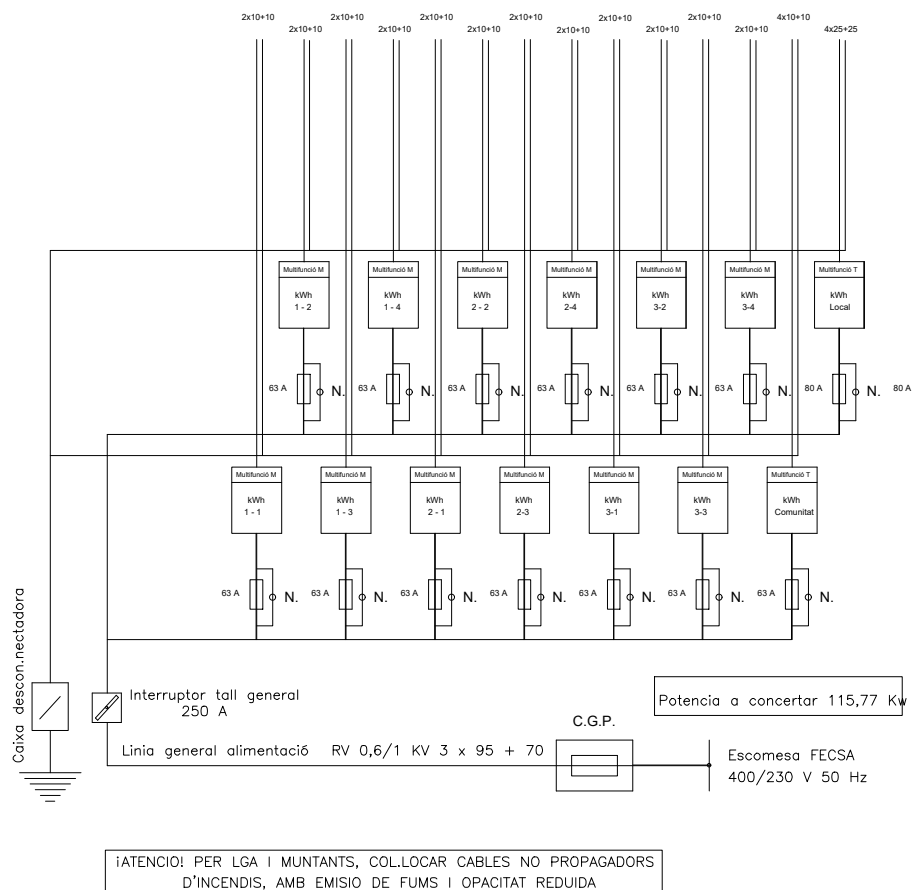 2x10+10 2x10+10 2x10+10 2x10+10 2x10+10 2x10+10 4x10+10
2x10+10 2x10+10 2x10+10 2x10+10 2x10+10 2x10+10 4x25+25
Multifunció M Multifunció M Multifunció M Multifunció M Multifunció M Multifunció M Multifunció T
kWh kWh kWh kWh kWh kWh kWh
1 - 2 1 - 4 2 - 2 2-4 3-2 3-4 Local
63 A N. 63 A N. 63 A N. 63 A N. 63 A N. 63 A N. 80 A N. 80 A
Multifunció M Multifunció M Multifunció M Multifunció M Multifunció M Multifunció M Multifunció T
kWh kWh kWh kWh kWh kWh kWh
1 - 1 1 - 3 2 - 1 2-3 3-1 3-3 Comunitat
63 A N. 63 A N. 63 A N. 63 A N. 63 A N. 63 A N. 63 A N.
Caixa descon.nectadora
Interruptor tall general
250 A
Potencia a concertar 115,77 Kw
C.G.P.
Linia general alimentació RV 0,6/1 KV 3 x 95 + 70
Escomesa FECSA
400/230 V 50 Hz
¡ATENCIO! PER LGA I MUNTANTS, COL.LOCAR CABLES NO PROPAGADORS
D'INCENDIS, AMB EMISIO DE FUMS I OPACITAT REDUIDA